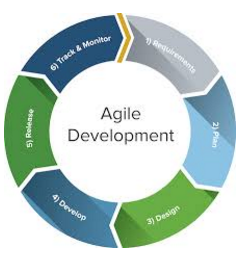 Agile
Development
1) Requirements
2) Plan
3) Design
4) Develop
5) Release
6) Track & Monitor